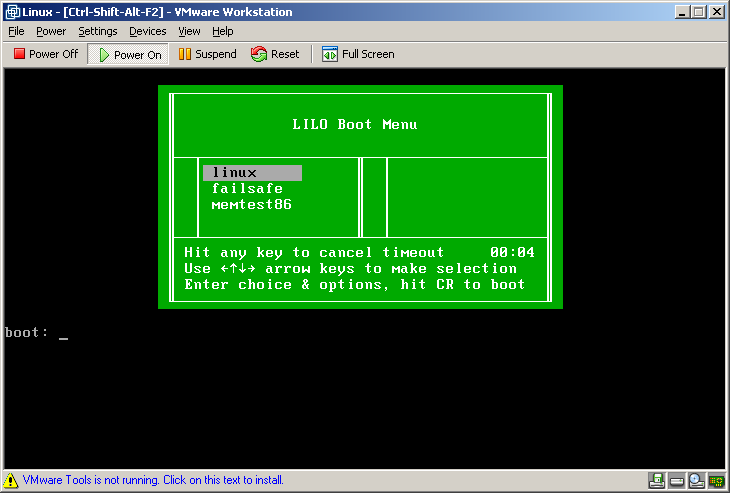 Linux - [Ctrl-Shift-Alt-F2] - VMware Workstation
File Power Settings Devices View Help
Power Off Power On Suspend Reset Full Screen
LILO Boot Menu
linux
failsafe
memtest86
Hit any key to cancel timeout 00:04
Use ←↑↓→ arrow keys to make selection
Enter choice & options, hit CR to boot
boot: _
VMware Tools is not running. Click on this text to install.